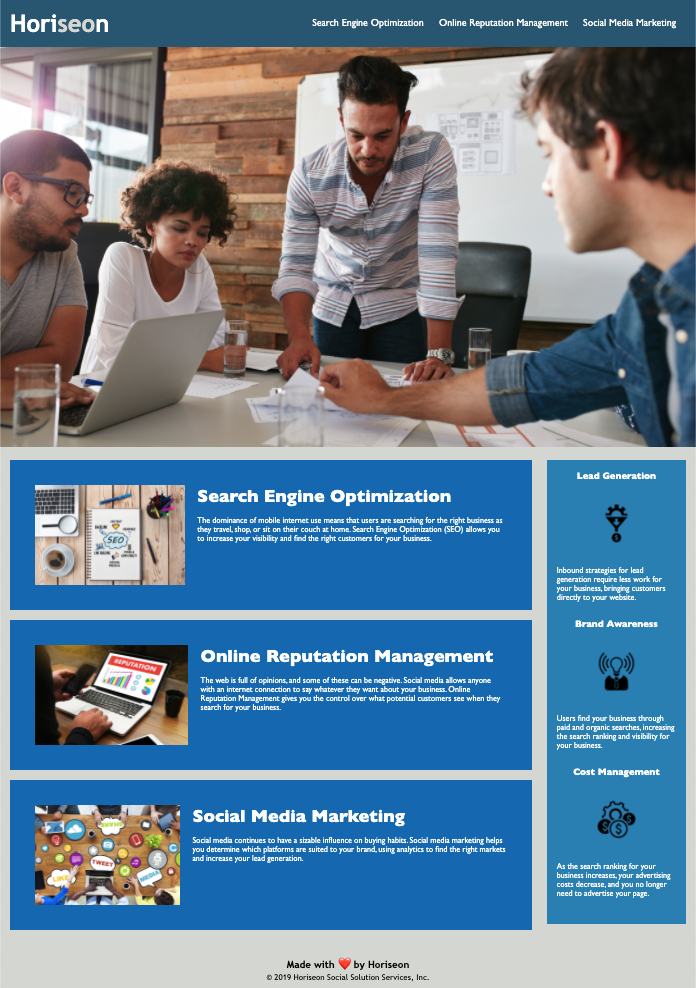 Horiseon
Search Engine Optimization Online Reputation Management Social Media Marketing
Search Engine Optimization
The dominance of mobile internet use means that users are searching for the right business as
they travel, shop, or sit on their couch at home. Search Engine Optimization (SEO) allows you
to increase your visibility and find the right customers for your business.
SEO
REPUTATION
Online Reputation Management
The web is full of opinions, and some of these can be negative. Social media allows anyone
with an internet connection to say whatever they want about your business. Online
Reputation Management gives you the control over what potential customers see when they
search for your business.
Social Media Marketing
Social media continues to have a sizable influence on buying habits. Social media marketing helps
you determine which platforms are suited to your brand, using analytics to find the right markets
and increase your lead generation.
TWEET
LIKE
MEDIA
Lead Generation
Inbound strategies for lead
generation require less work for
your business, bringing customers
directly to your website.
Brand Awareness
Users find your business through
paid and organic searches, increasing
the search ranking and visibility for
your business.
Cost Management
As the search ranking for your
business increases, your advertising
costs decrease, and you no longer
need to advertise your page.
Made with ❤️ by Horiseon
© 2019 Horiseon Social Solution Services, Inc.